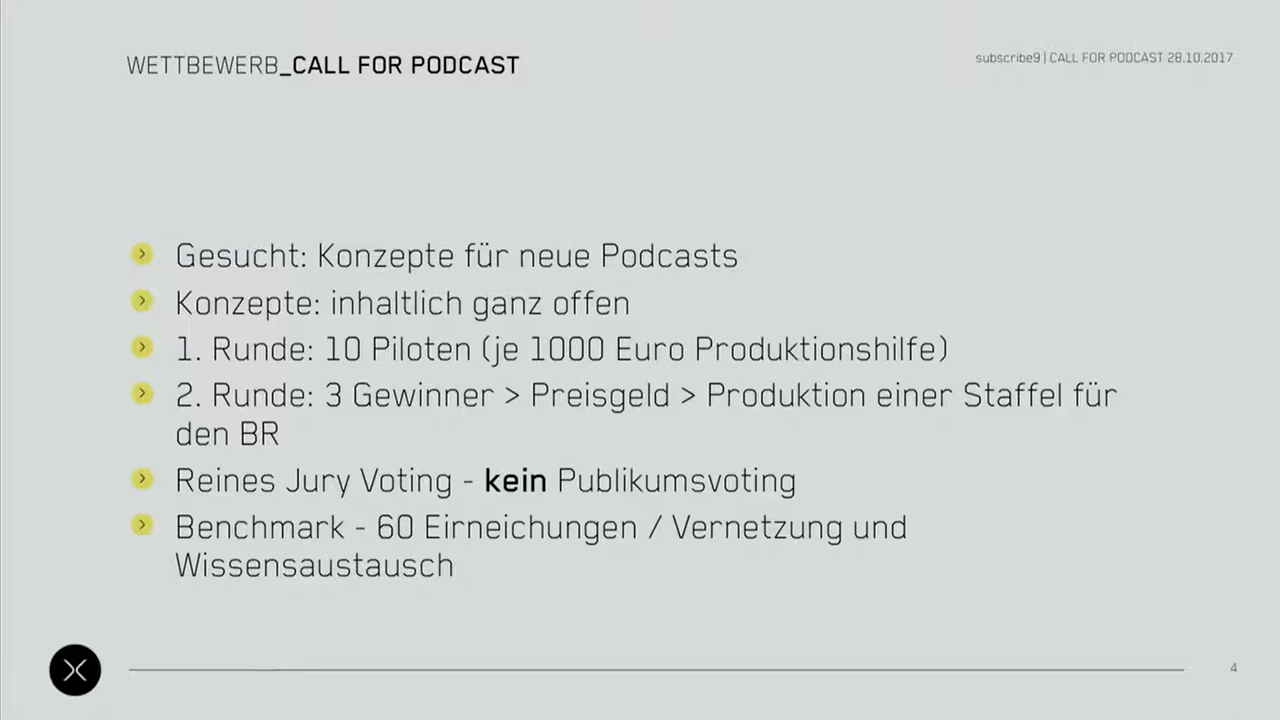 WETTBEWERB_CALL FOR PODCAST
subscribe9 | CALL FOR PODCAST 28.10.2017
Gesucht: Konzepte für neue Podcasts
Konzepte: inhaltlich ganz offen
1. Runde: 10 Piloten (je 1000 Euro Produktionshilfe)
2. Runde: 3 Gewinner > Preisgeld > Produktion einer Staffel für
den BR
Reines Jury Voting - kein Publikumsvoting
Benchmark - 60 Eirneichungen / Vernetzung und
Wissensaustausch
4